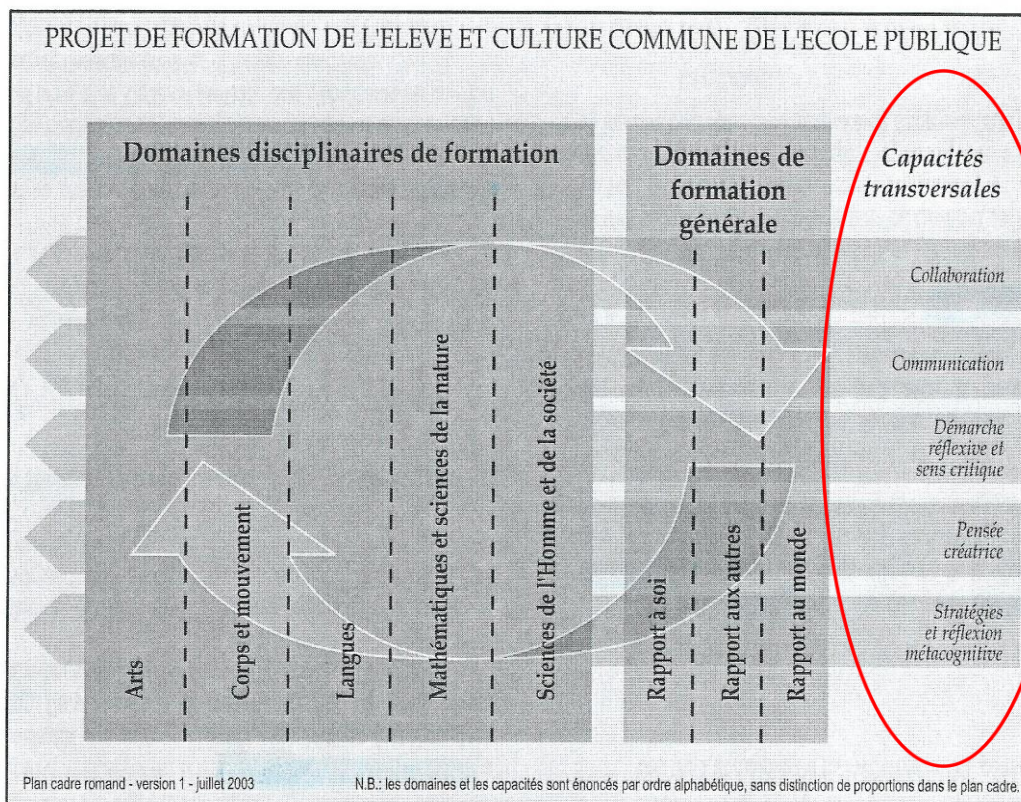 PROJET DE FORMATION DE L'ELEVE ET CULTURE COMMUNE DE L'ECOLE PUBLIQUE
Domaines disciplinaires de formation
Domaines de
formation
générale
Capacités
transversales
Collaboration
Communication
Démarche
réflexive et
sens critique
Pensée
créatrice
Stratégies
et réflexion
métacognitive
Arts
Corps et mouvement
Langues
Mathématiques et sciences de la nature
Sciences de l'Homme et de la société
Rapport à soi
Rapport aux autres
Rapport au monde
Plan cadre romand - version 1 - juillet 2003
N.B.: les domaines et les capacités sont énoncés par ordre alphabétique, sans distinction de proportions dans le plan cadre.